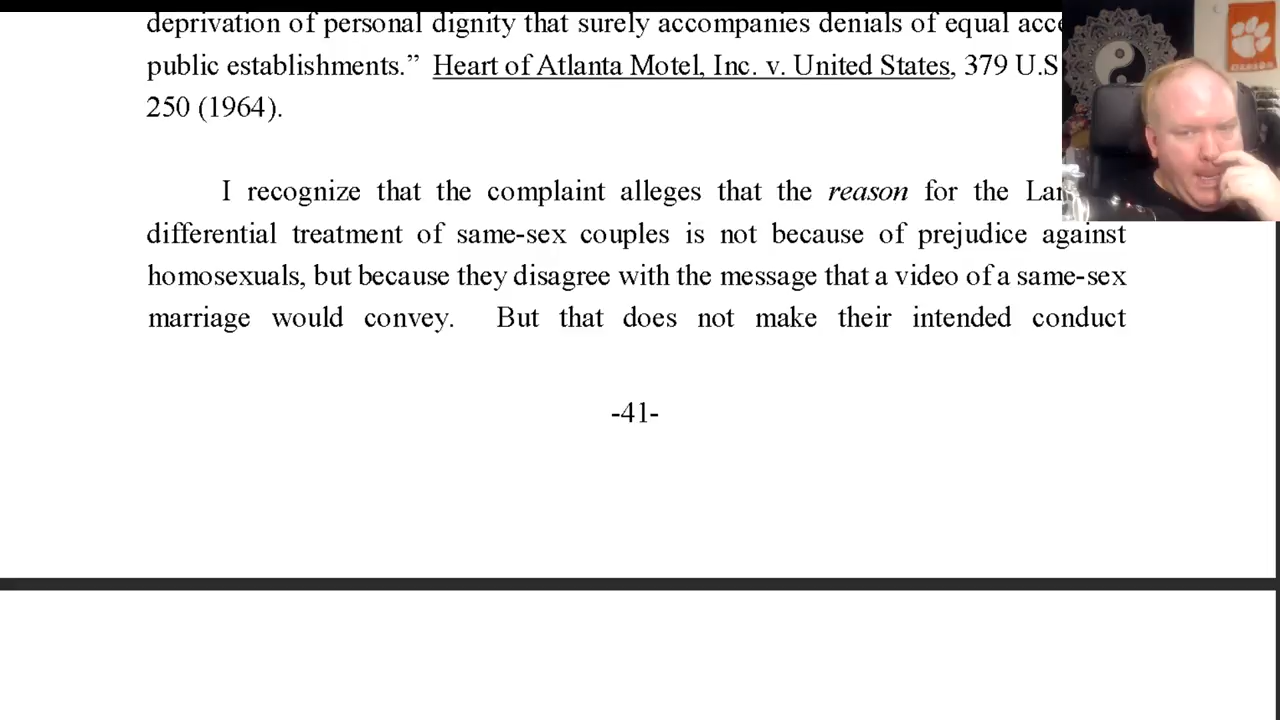 deprivation of personal dignity that surely accompanies denials of equal
public establishments.” Heart of Atlanta Motel, Inc. v. United States, 379 U.S
250 (1964).
I recognize that the complaint alleges that the reason for the
differential treatment of same-sex couples is not because of prejudice against
homosexuals, but because they disagree with the message that a video of a same-sex
marriage would convey. But that does not make their intended conduct
-41-